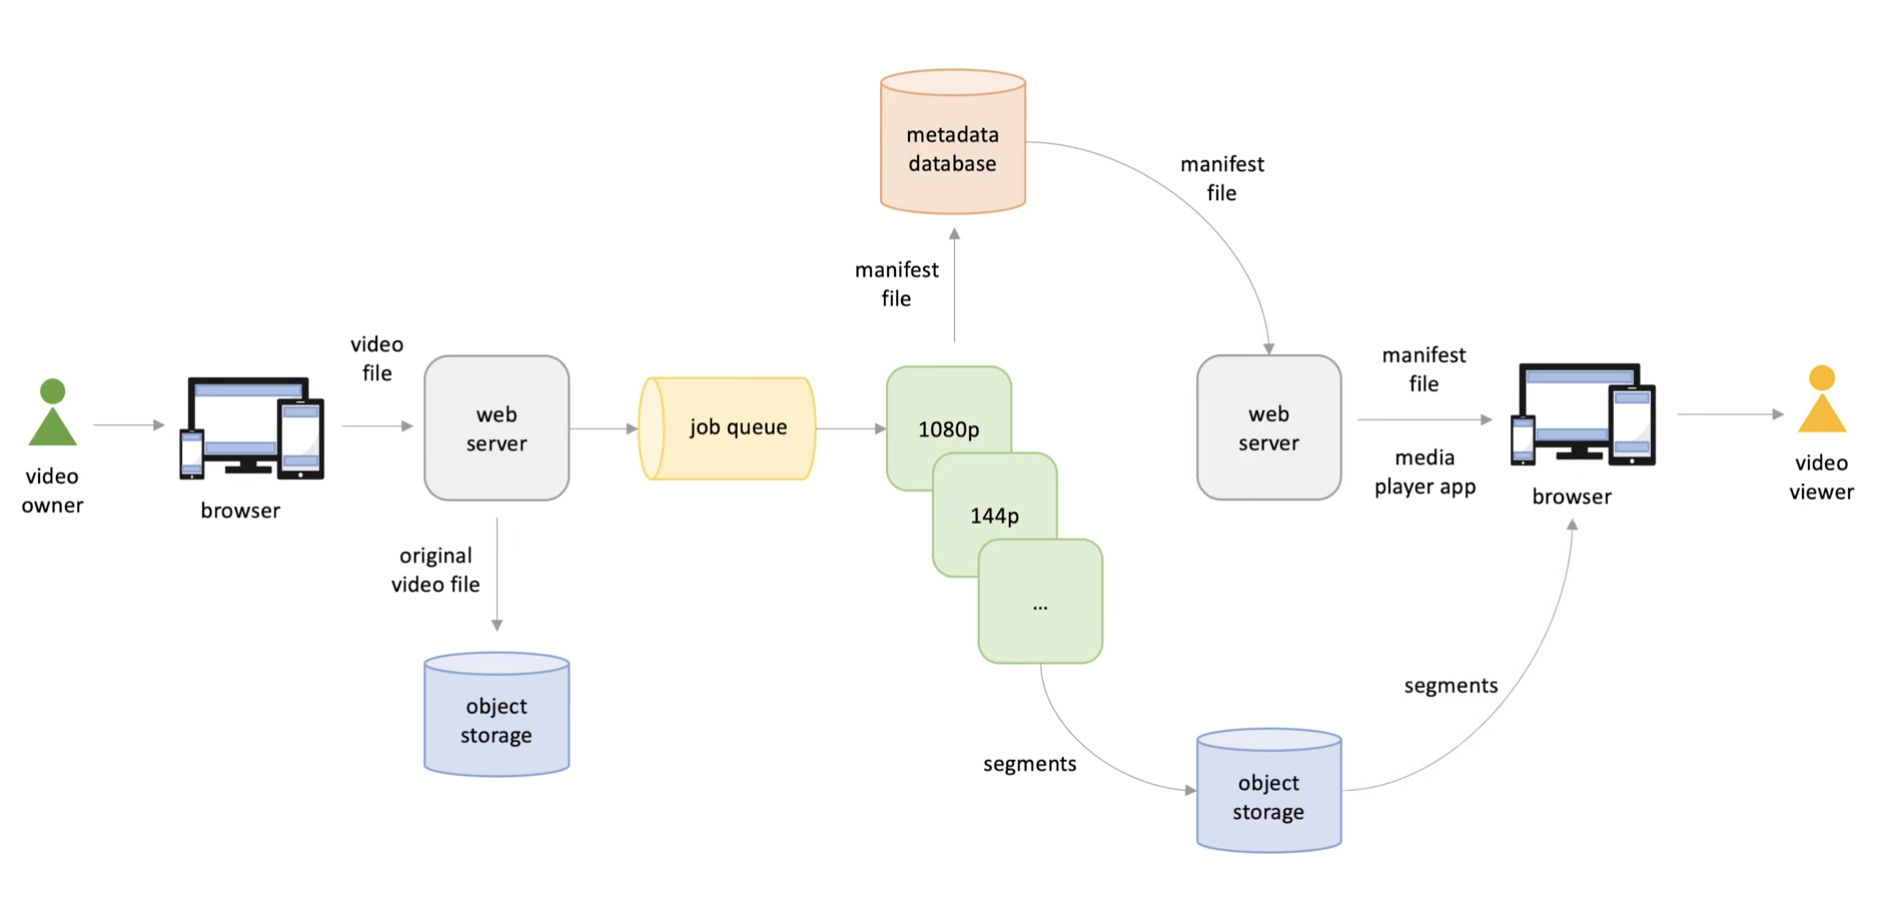 metadata
database
manifest
file
manifest
file
video
file
manifest
file
web
server
job queue
1080p
web
server
media
player app
video
owner
browser
browser
video
viewer
144p
original
video file
...
object
storage
segments
segments
object
storage